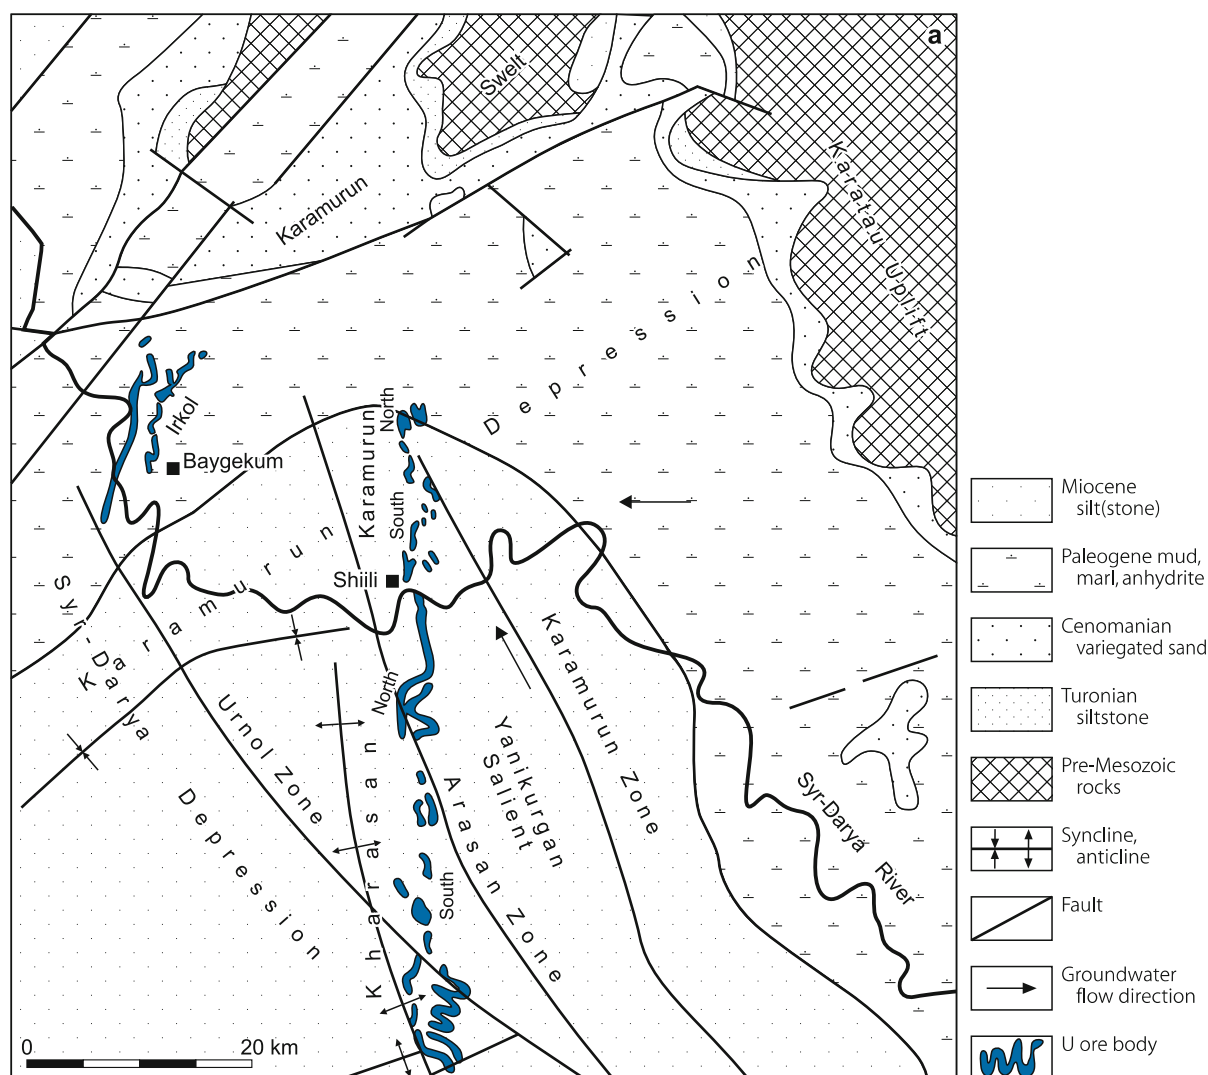 a
Swelt
Karatau Uplift
Karamurun
Depression
Irkol
Baygekum
Karamurun
North
South
Shiili
Karamurun
Syr-Darya
Depression
Urnol Zone
Kharasan
North
South
Arasan Zone
Yanikurgan
Salient
Karamurun Zone
Syr-Darya
River
0
20 km
Miocene
silt(stone)
Paleogene mud,
marl, anhydrite
Cenomanian
variegated sand
Turonian
siltstone
Pre-Mesozoic
rocks
Syncline,
anticline
Fault
Groundwater
flow direction
U ore body